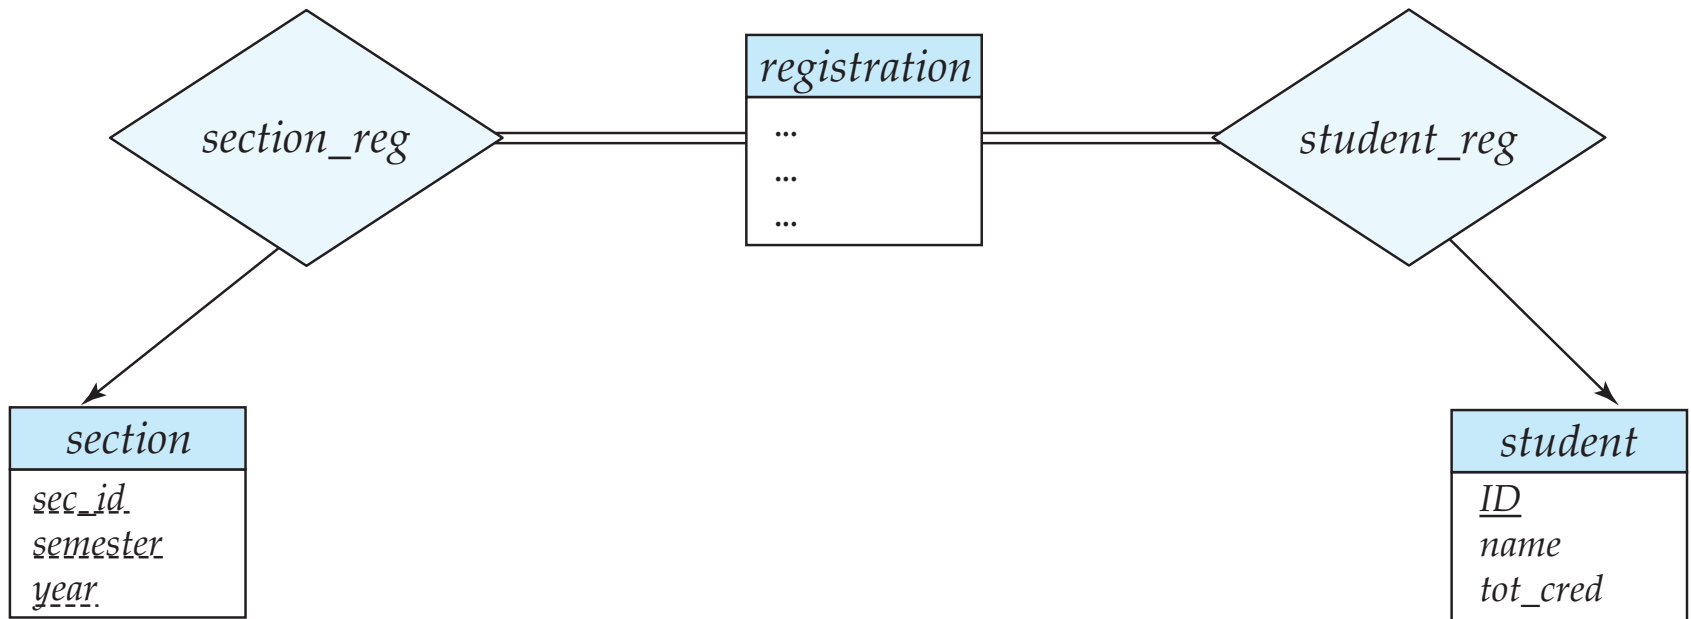 section_reg
registration
...
...
...
student_reg
section
sec_id
semester
year
student
ID
name
tot_cred